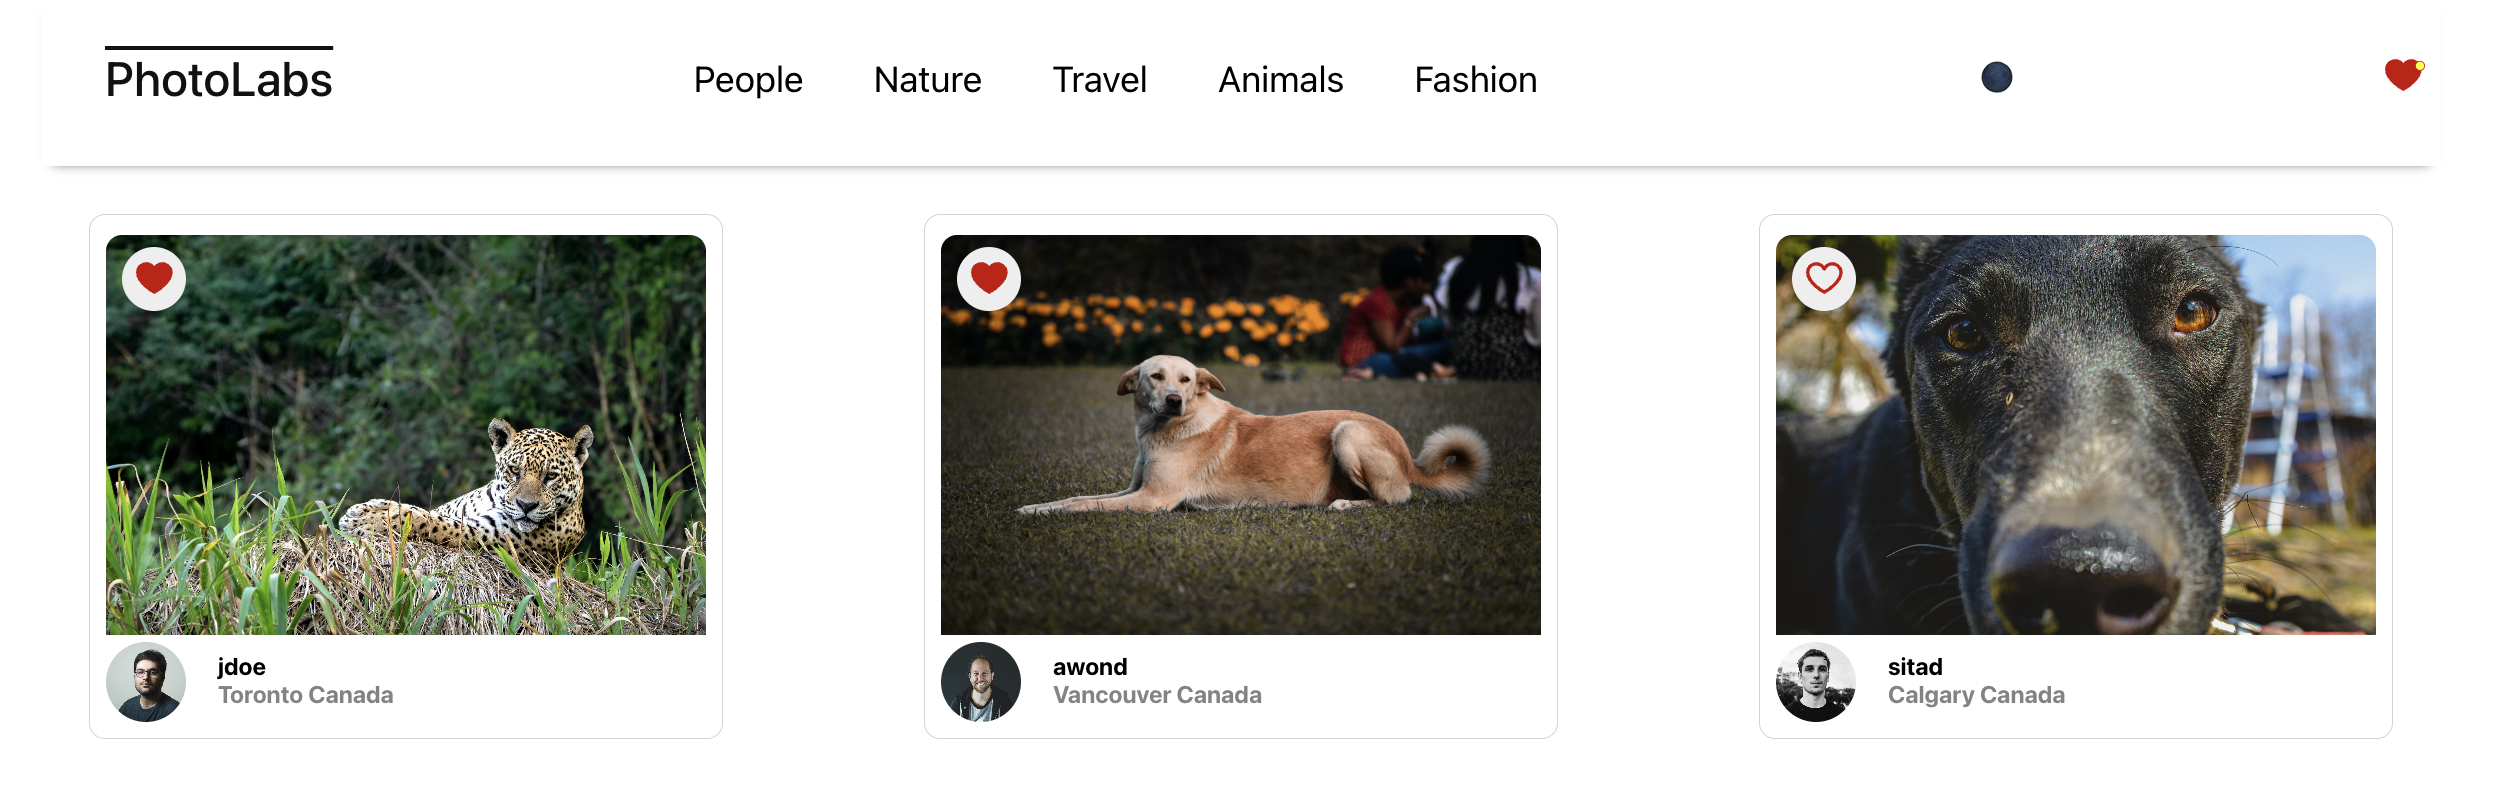 PhotoLabs
People
Nature
Travel
Animals
Fashion
jdoe
Toronto Canada
awond
Vancouver Canada
sitad
Calgary Canada